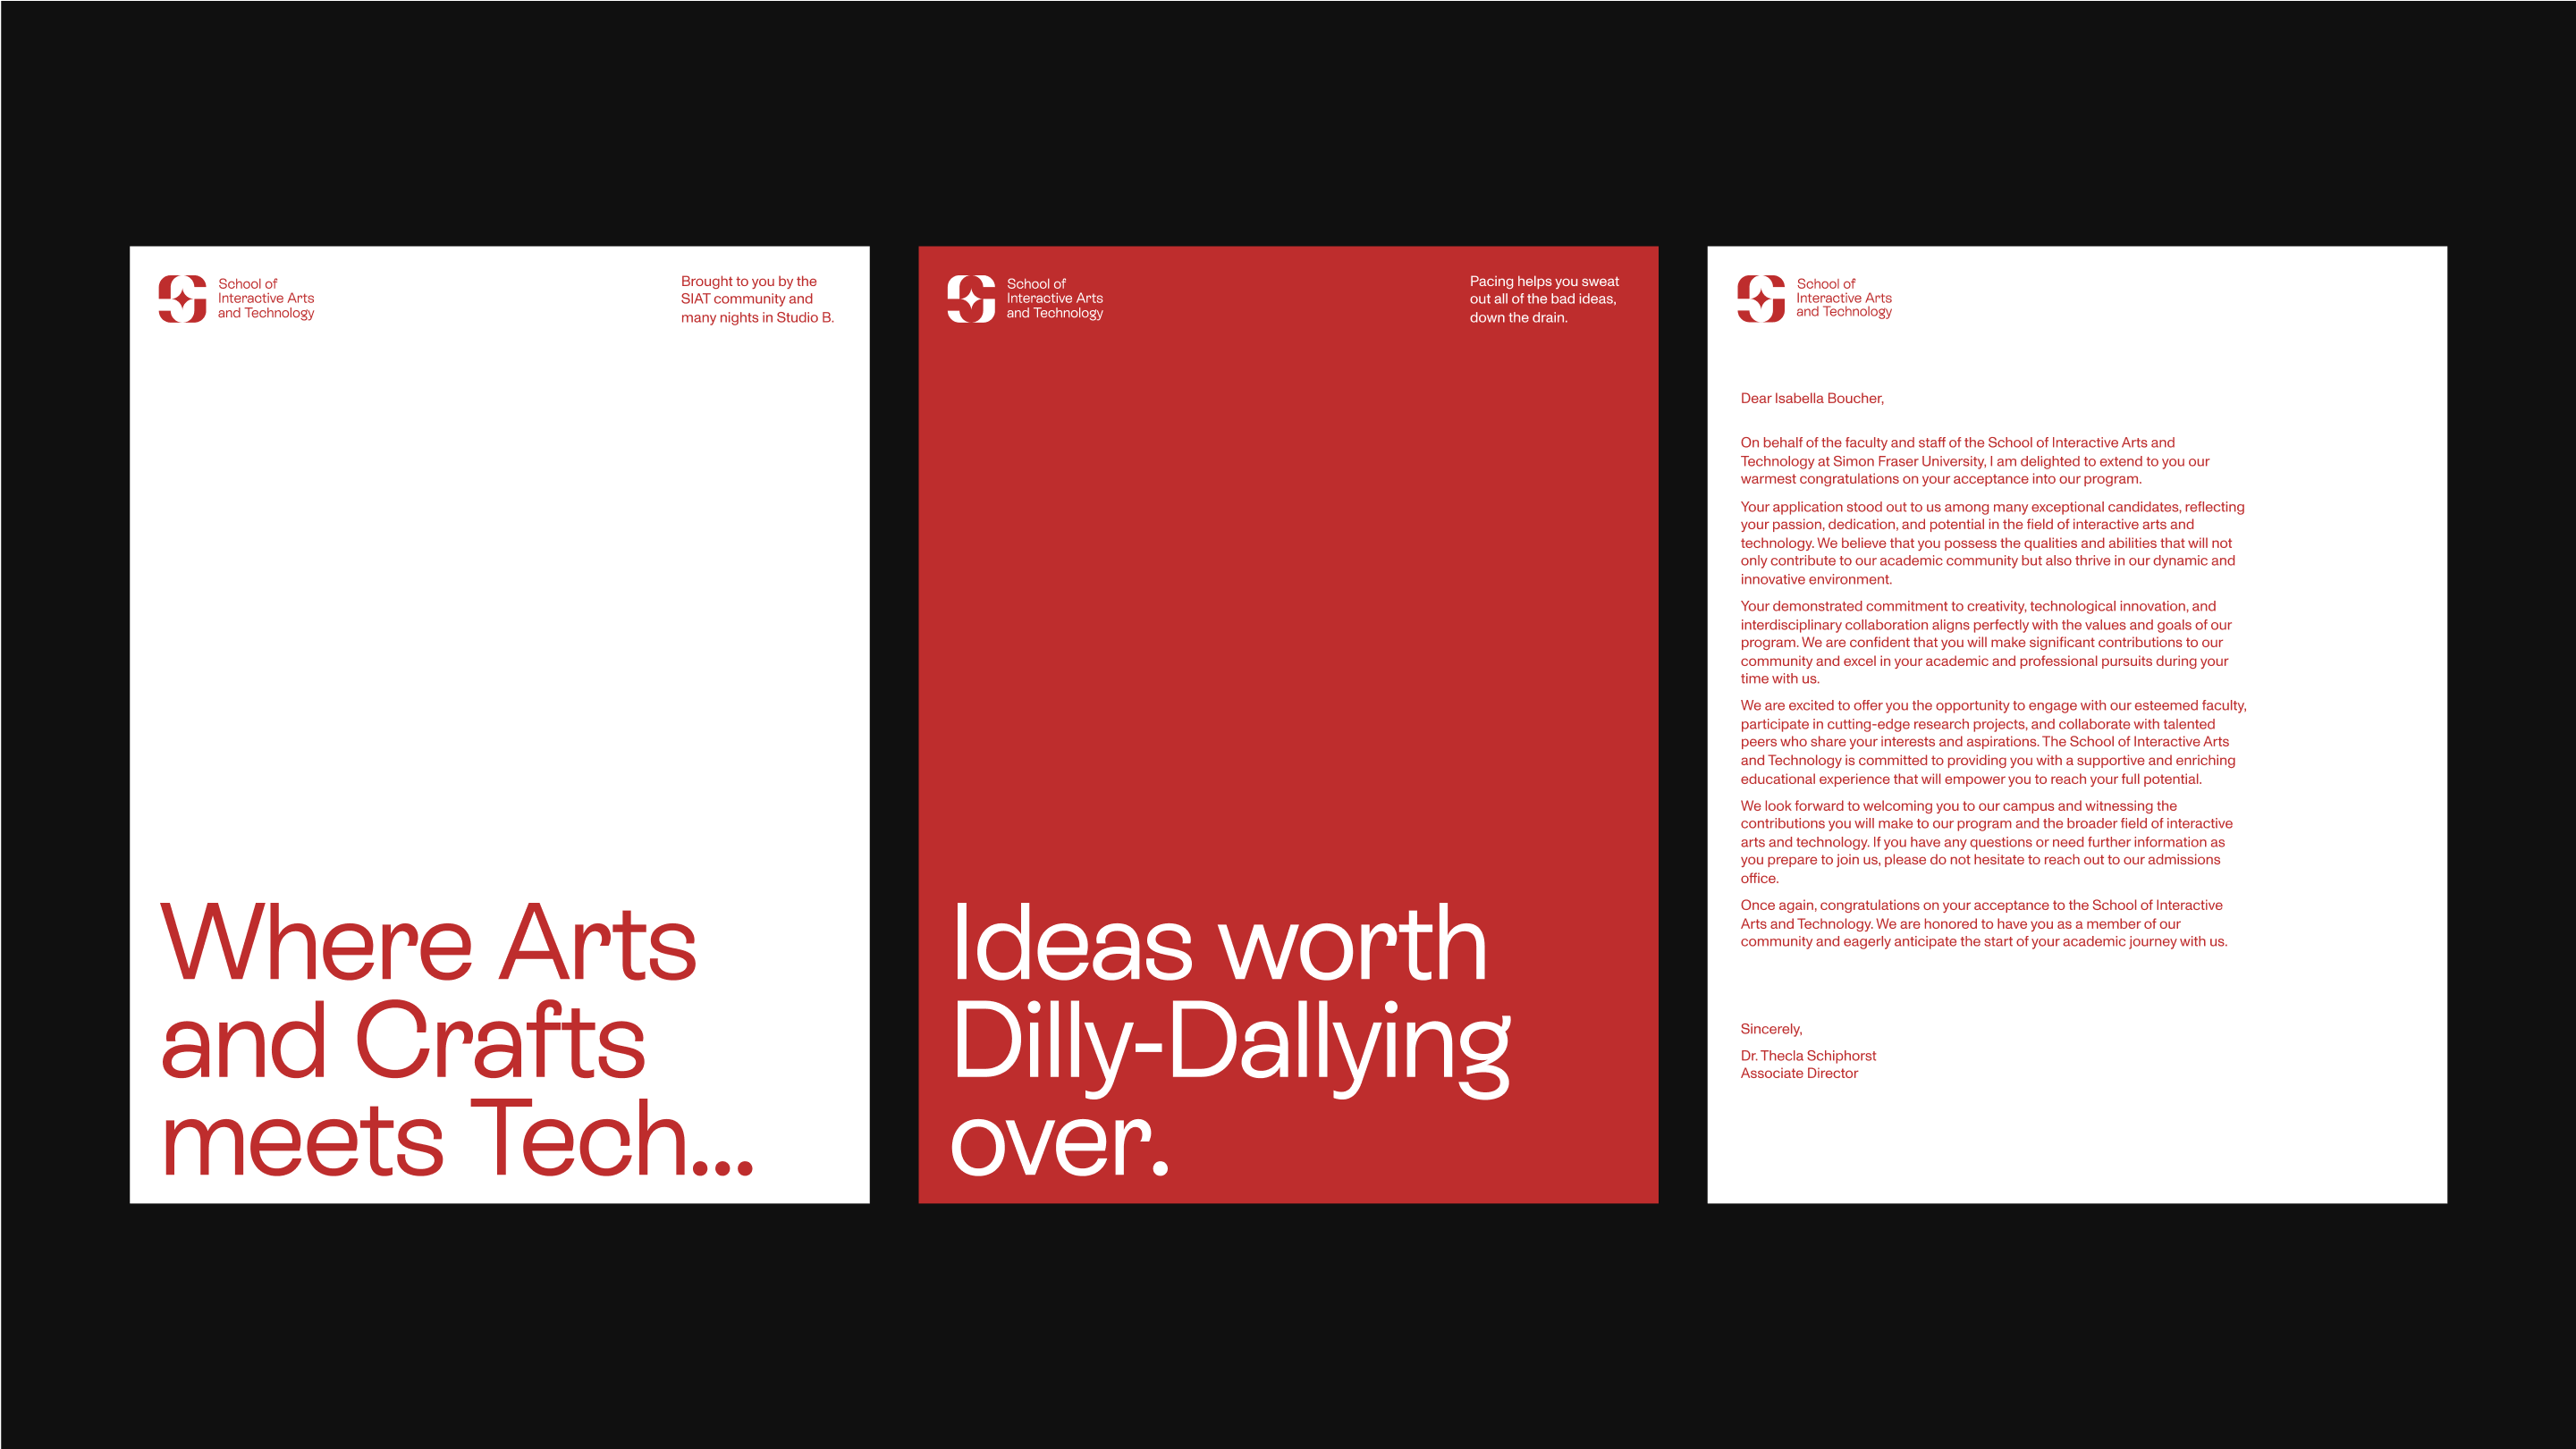 School of
Interactive Arts
and Technology
Brought to you by the
SIAT community and
many nights in Studio B.
Where Arts
and Crafts
meets Tech...
School of
Interactive Arts
and Technology
Pacing helps you sweat
out all of the bad ideas,
down the drain.
Ideas worth
Dilly-Dallying
over.
School of
Interactive Arts
and Technology
Dear Isabella Boucher,
On behalf of the faculty and staff of the School of Interactive Arts and
Technology at Simon Fraser University, I am delighted to extend to you our
warmest congratulations on your acceptance into our program.
Your application stood out to us among many exceptional candidates, reflecting
your passion, dedication, and potential in the field of interactive arts and
technology. We believe that you possess the qualities and abilities that will not
only contribute to our academic community but also thrive in our dynamic and
innovative environment.
Your demonstrated commitment to creativity, technological innovation, and
interdisciplinary collaboration aligns perfectly with the values and goals of our
program. We are confident that you will make significant contributions to our
community and excel in your academic and professional pursuits during your
time with us.
We are excited to offer you the opportunity to engage with our esteemed faculty,
participate in cutting-edge research projects, and collaborate with talented
peers who share your interests and aspirations. The School of Interactive Arts
and Technology is committed to providing you with a supportive and enriching
educational experience that will empower you to reach your full potential.
We look forward to welcoming you to our campus and witnessing the
contributions you will make to our program and the broader field of interactive
arts and technology. If you have any questions or need further information as
you prepare to join us, please do not hesitate to reach out to our admissions
office.
Once again, congratulations on your acceptance to the School of Interactive
Arts and Technology. We are honored to have you as a member of our
community and eagerly anticipate the start of your academic journey with us.
Sincerely,
Dr. Thecla Schiphorst
Associate Director